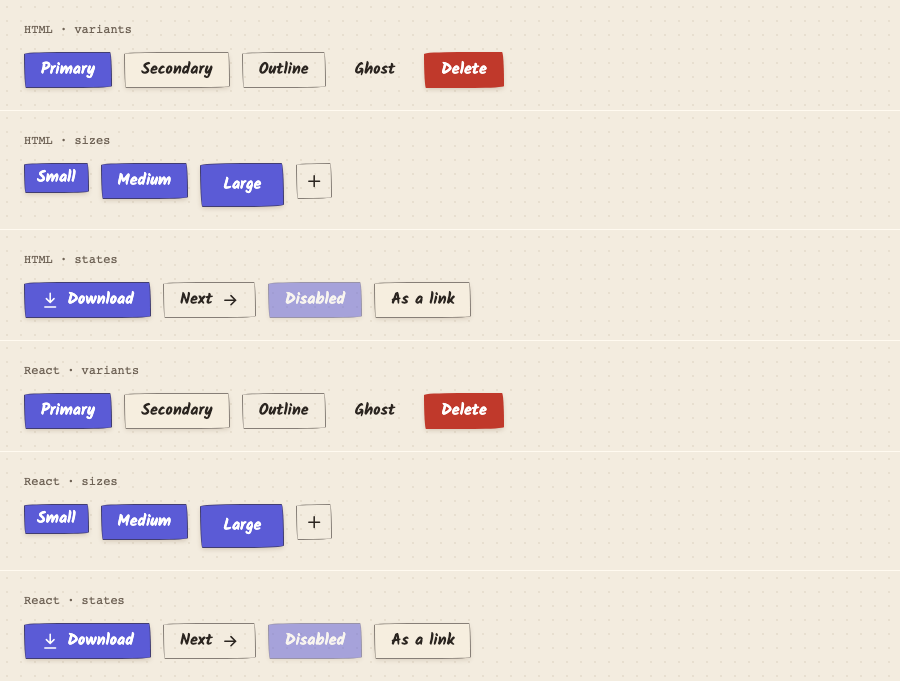 HTML · variants
Primary Secondary Outline Ghost Delete
HTML · sizes
Small Medium Large +
HTML · states
Download Next → Disabled As a link
React · variants
Primary Secondary Outline Ghost Delete
React · sizes
Small Medium Large +
React · states
Download Next → Disabled As a link